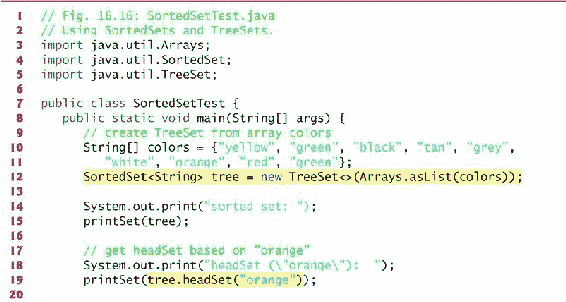 1 // Fig. 16.16: SortedSetTest.java
2 // Using SortedSets and TreeSets.
3 import java.util.Arrays;
4 import java.util.SortedSet;
5 import java.util.TreeSet;
6
7 public class SortedSetTest {
8 public static void main(String[] args) {
9 // create TreeSet from array colors
10 String[] colors = {"yellow", "green", "black", "tan", "grey",
11 "white", "orange", "red", "green"};
12 SortedSet<String> tree = new TreeSet<>(Arrays.asList(colors));
13
14 System.out.print("sorted set: ");
15 printSet(tree);
16
17 // get headSet based on "orange"
18 System.out.print("headSet (\"orange\"): ");
19 printSet(tree.headSet("orange"));
20